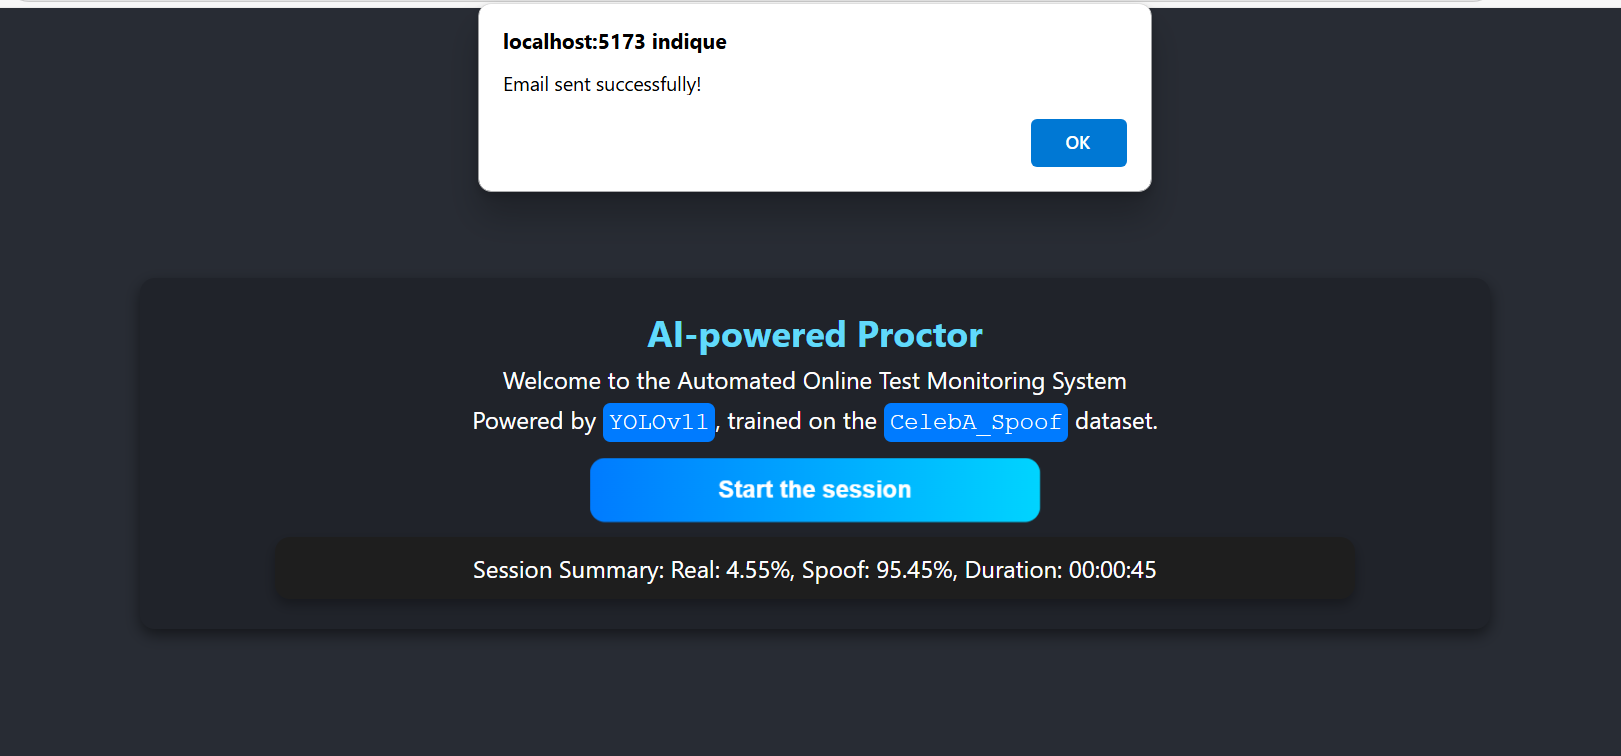 localhost:5173 indique
Email sent successfully!
OK
AI-powered Proctor
Welcome to the Automated Online Test Monitoring System
Powered by YOLOv11, trained on the CelebA_Spoof dataset.
Start the session
Session Summary: Real: 4.55%, Spoof: 95.45%, Duration: 00:00:45